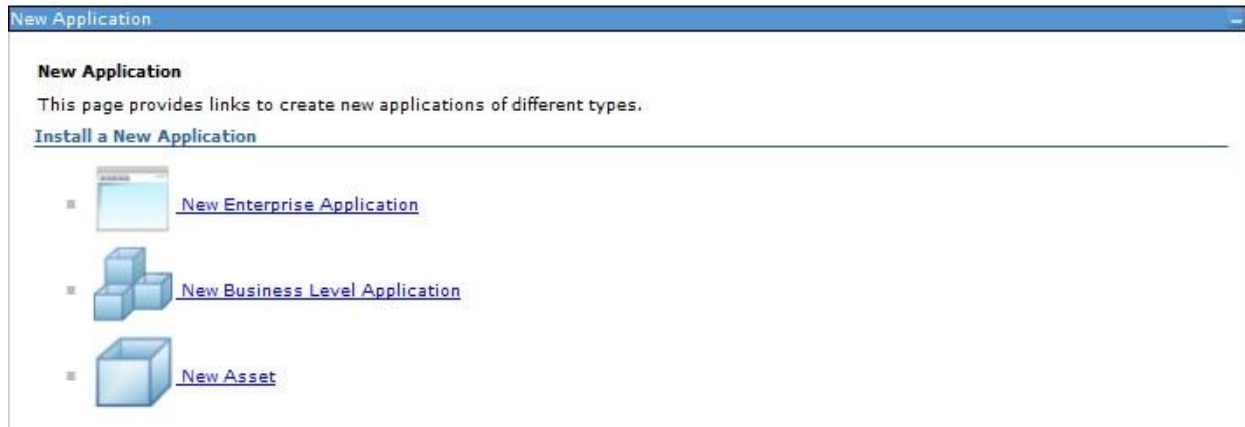 New Application
New Application
This page provides links to create new applications of different types.
Install a New Application
New Enterprise Application
New Business Level Application
New Asset